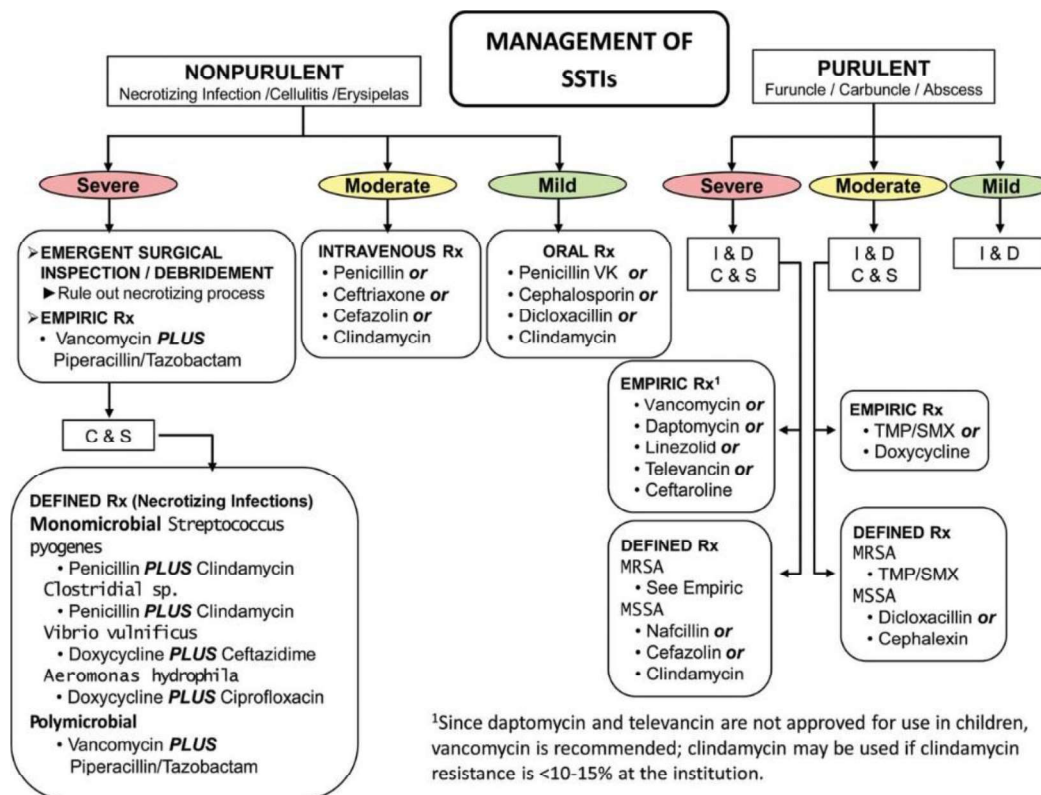 MANAGEMENT OF
SSTIs
NONPURULENT
Necrotizing Infection /Cellulitis /Erysipelas
Severe
Moderate
Mild
➢EMERGENT SURGICAL
INSPECTION / DEBRIDEMENT
►Rule out necrotizing process
➢EMPIRIC Rx
• Vancomycin PLUS
Piperacillin/Tazobactam
C & S
DEFINED Rx (Necrotizing Infections)
Monomicrobial Streptococcus
pyogenes
• Penicillin PLUS Clindamycin
Clostridial sp.
• Penicillin PLUS Clindamycin
Vibrio vulnificus
• Doxycycline PLUS Ceftazidime
Aeromonas hydrophila
• Doxycycline PLUS Ciprofloxacin
Polymicrobial
• Vancomycin PLUS
Piperacillin/Tazobactam
INTRAVENOUS Rx
• Penicillin or
• Ceftriaxone or
• Cefazolin or
• Clindamycin
ORAL Rx
• Penicillin VK or
• Cephalosporin or
• Dicloxacillin or
• Clindamycin
PURULENT
Furuncle / Carbuncle / Abscess
Severe
Moderate
Mild
I & D
C & S
I & D
C & S
I & D
EMPIRIC Rx¹
• Vancomycin or
• Daptomycin or
• Linezolid or
• Televancin or
• Ceftaroline
EMPIRIC Rx
• TMP/SMX or
• Doxycycline
DEFINED Rx
MRSA
• See Empiric
MSSA
• Nafcillin or
• Cefazolin or
• Clindamycin
DEFINED Rx
MRSA
• TMP/SMX
MSSA
• Dicloxacillin or
• Cephalexin
¹Since daptomycin and televancin are not approved for use in children,
vancomycin is recommended; clindamycin may be used if clindamycin
resistance is <10-15% at the institution.